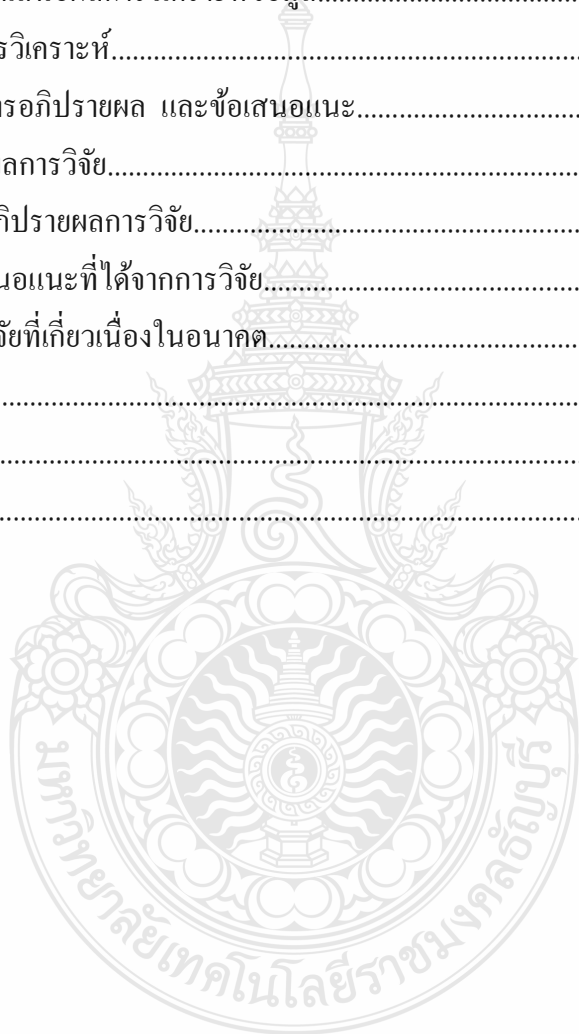 รวิเคราะห์
รอภิปรายผล และข้อเสนอแนะ
ลการวิจัย
ภิปรายผลการวิจัย
นอแนะที่ได้จากการวิจัย
จัยที่เกี่ยวเนื่องในอนาคต
มหาวิทยาลัยเทคโนโลยีราชมงคลธัญบุรี